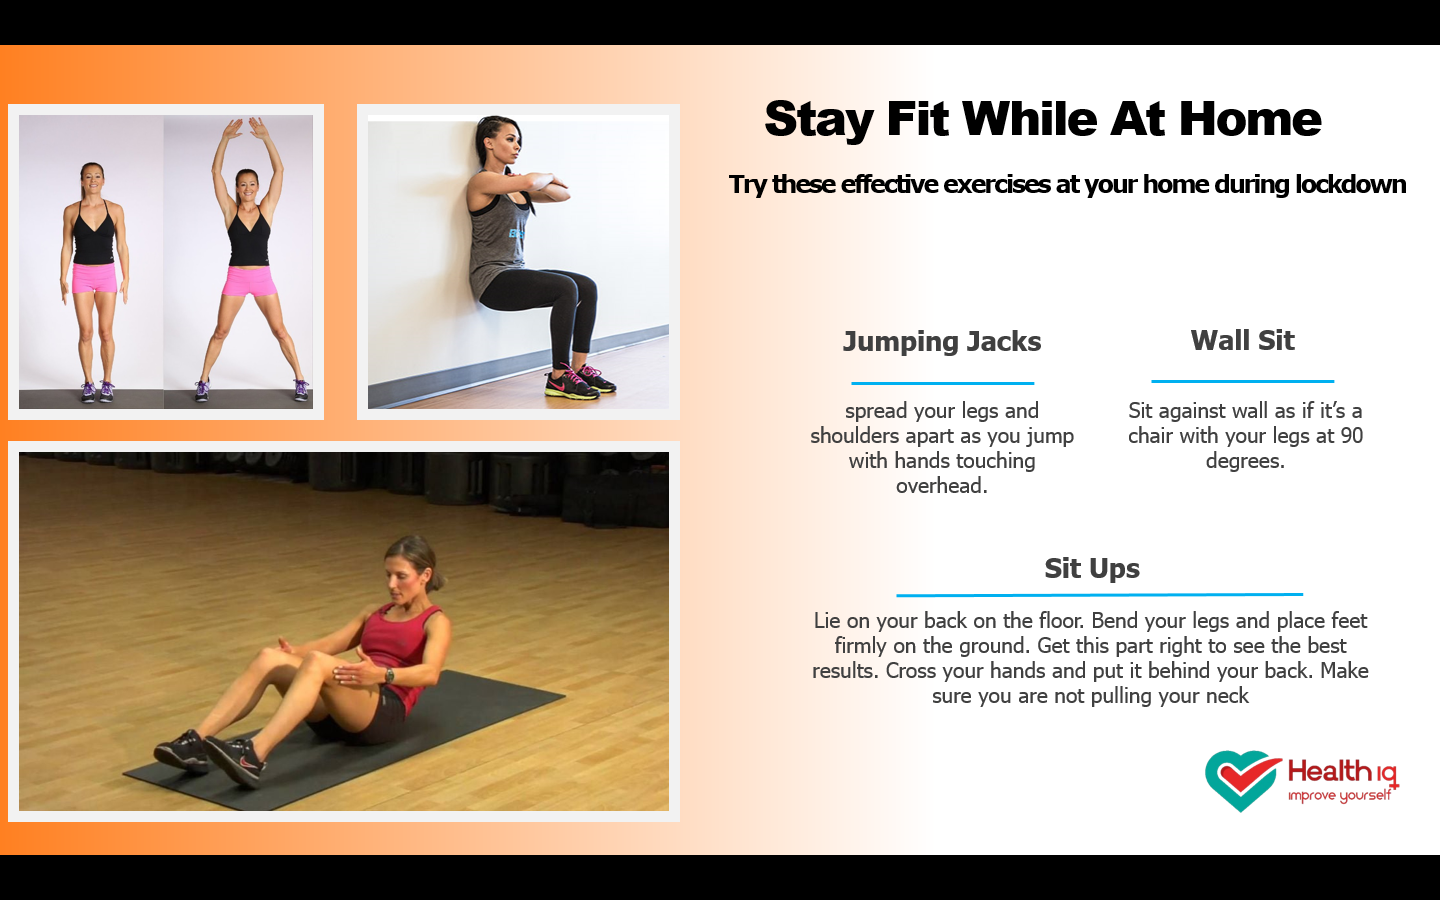 Stay Fit While At Home
Try these effective exercises at your home during lockdown
Jumping Jacks
spread your legs and
shoulders apart as you jump
with hands touching
overhead.
Wall Sit
Sit against wall as if it’s a
chair with your legs at 90
degrees.
Sit Ups
Lie on your back on the floor. Bend your legs and place feet
firmly on the ground. Get this part right to see the best
results. Cross your hands and put it behind your back. Make
sure you are not pulling your neck
Health iq
improve yourself